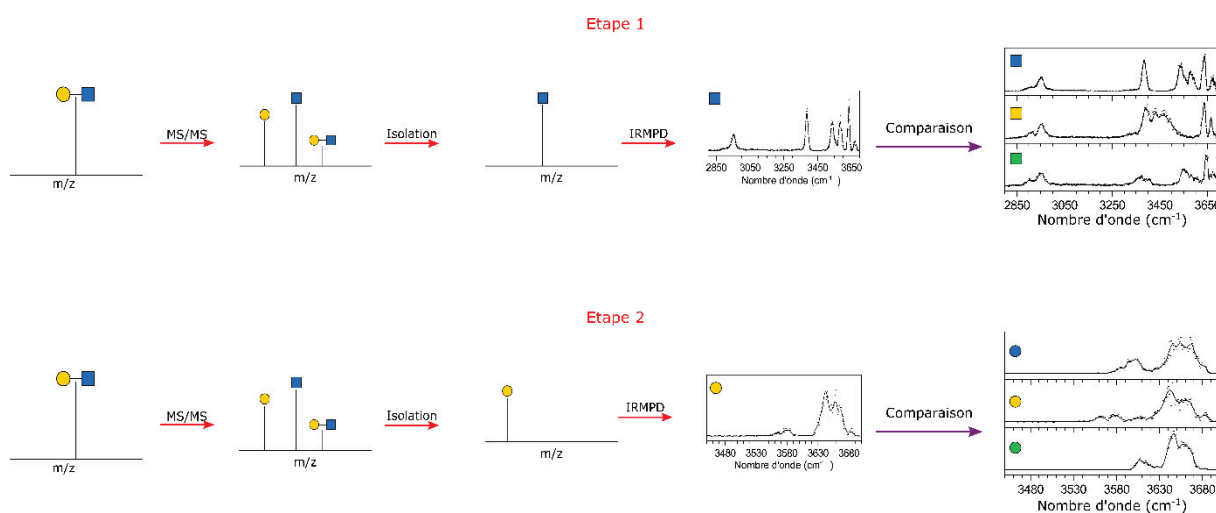 Etape 1
MS/MS
Isolation
IRMPD
Comparaison
m/z
m/z
m/z
2850 3050 3250 3450 3650
Nombre d'onde (cm-1)
2850 3050 3250 3450 3650
Nombre d'onde (cm-1)
Etape 2
MS/MS
Isolation
IRMPD
Comparaison
m/z
m/z
m/z
3480 3530 3580 3630 3680
Nombre d'onde (cm-1)
3480 3530 3580 3630 3680
Nombre d'onde (cm-1)